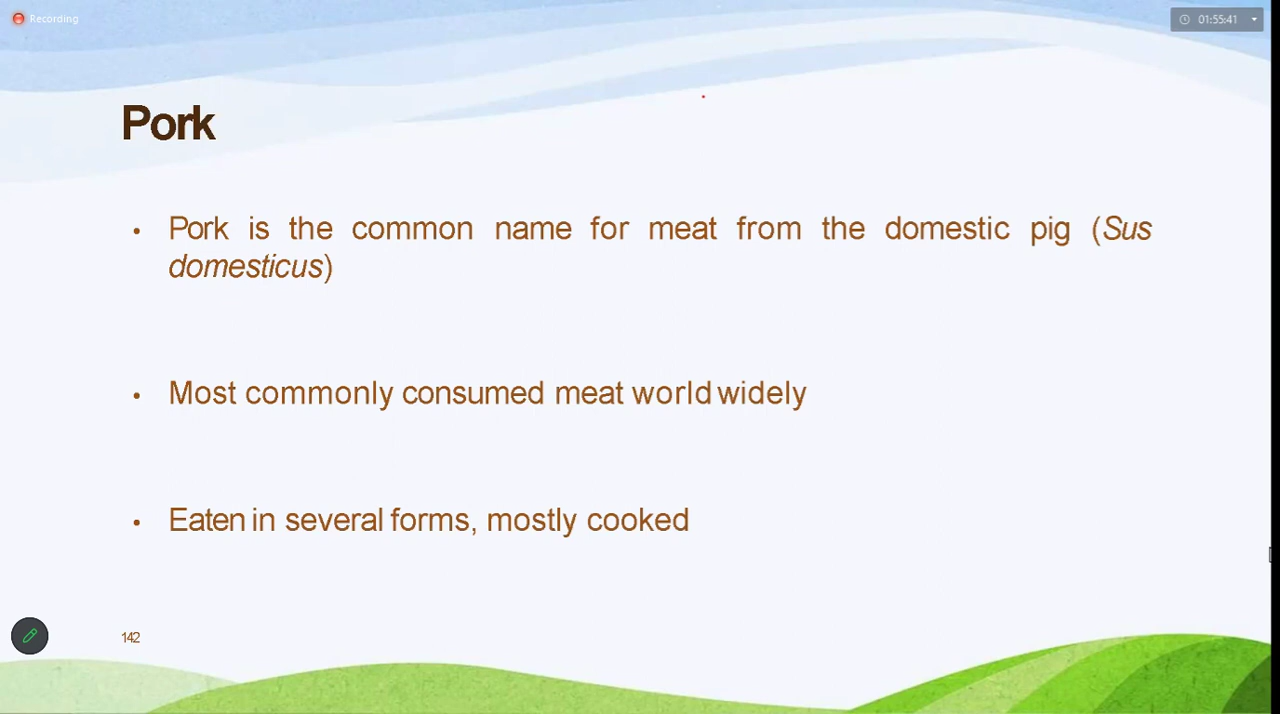 Recording
01:55:41
Pork
• Pork is the common name for meat from the domestic pig (Sus
domesticus)
• Most commonly consumed meat world widely
• Eaten in several forms, mostly cooked
142